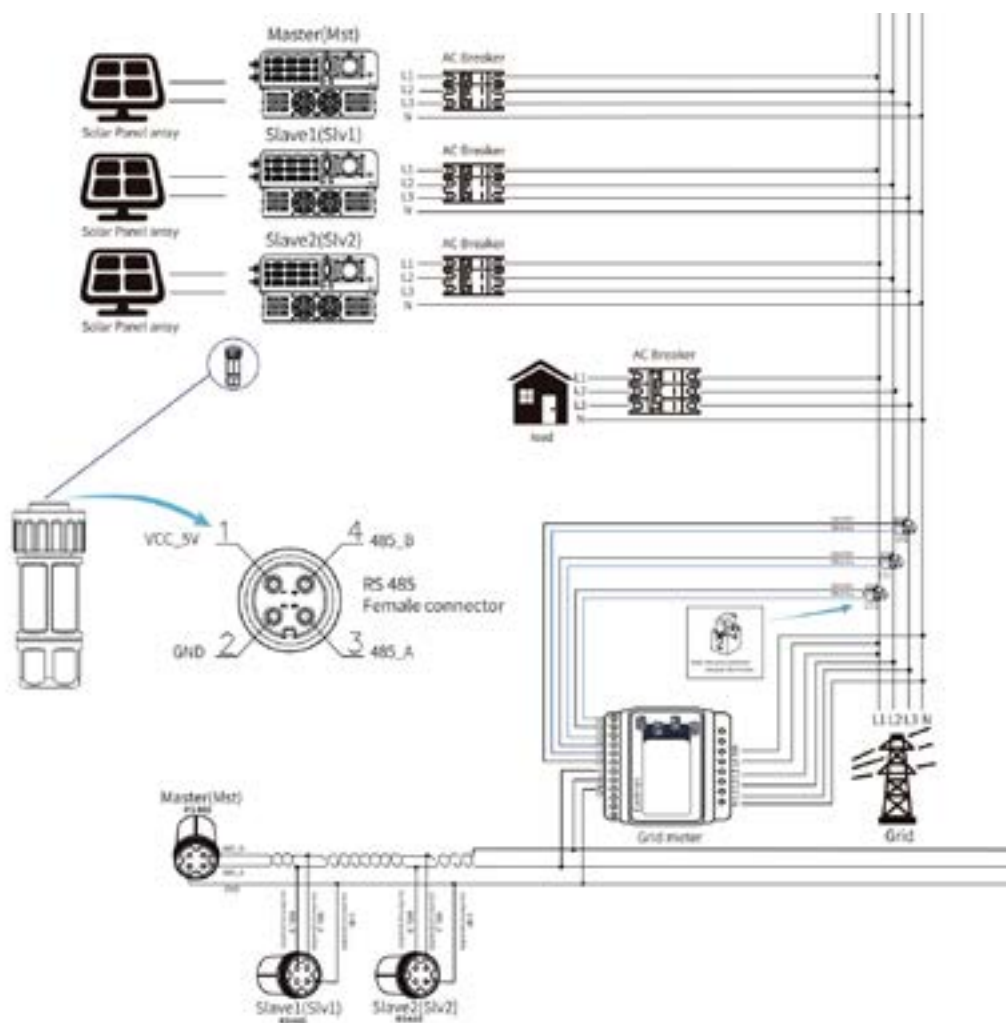 Master(Mst)
AC Breaker
L1
L2
L3
N
Solar Panel array
Slave1(Slv1)
AC Breaker
L1
L2
L3
N
Solar Panel array
Slave2(Slv2)
AC Breaker
L1
L2
L3
N
Solar Panel array
AC Breaker
L1
L2
L3
N
load
VCC_5V
1
4
485_B
RS 485
Female connector
GND
2
3
485_A
L1 L2 L3 N
Grid meter
Grid
Master(Mst)
Slave1(Slv1)
Slave2(Slv2)